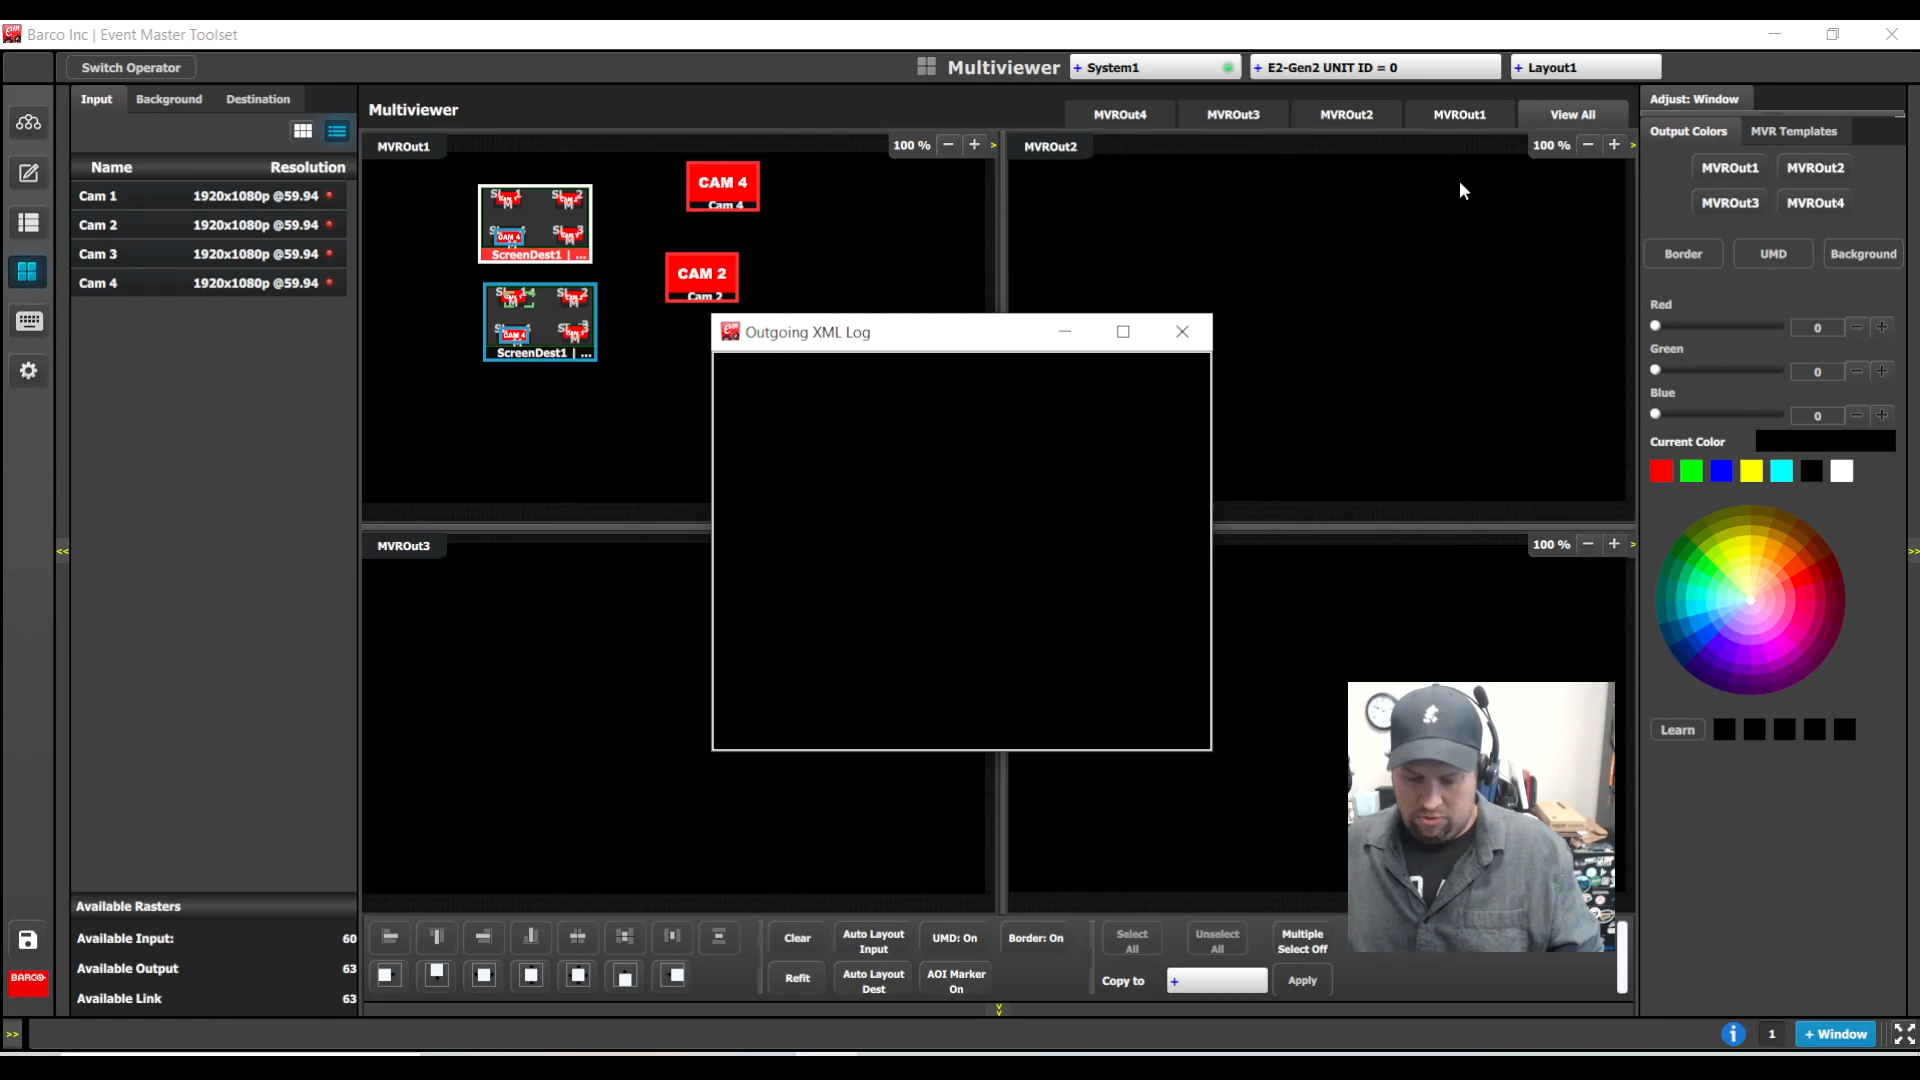 Barco Inc | Event Master Toolset
Switch Operator
Multiviewer
+ System1
+ E2-Gen2 UNIT ID = 0
+ Layout1
Input
Background
Destination
Name
Resolution
Cam 1
1920x1080p @59.94
Cam 2
1920x1080p @59.94
Cam 3
1920x1080p @59.94
Cam 4
1920x1080p @59.94
Available Rasters
Available Input:
60
Available Output
63
Available Link
63
BARCO
Multiviewer
MVROut4
MVROut3
MVROut2
MVROut1
View All
MVROut1
100 %
CAM 4
Cam 4
CAM 2
Cam 2
CAM 4
ScreenDest1 | ...
CAM 4
ScreenDest1 | ...
MVROut2
100 %
Outgoing XML Log
MVROut3
100 %
Clear
Auto Layout
Input
UMD: On
Border: On
Refit
Auto Layout
Dest
AOI Marker
On
Select
All
Unselect
All
Multiple
Select Off
Copy to
+
Apply
Adjust: Window
Output Colors
MVR Templates
MVROut1
MVROut2
MVROut3
MVROut4
Border
UMD
Background
Red
0
Green
0
Blue
0
Current Color
Learn
<<
>>
>>
1
+ Window